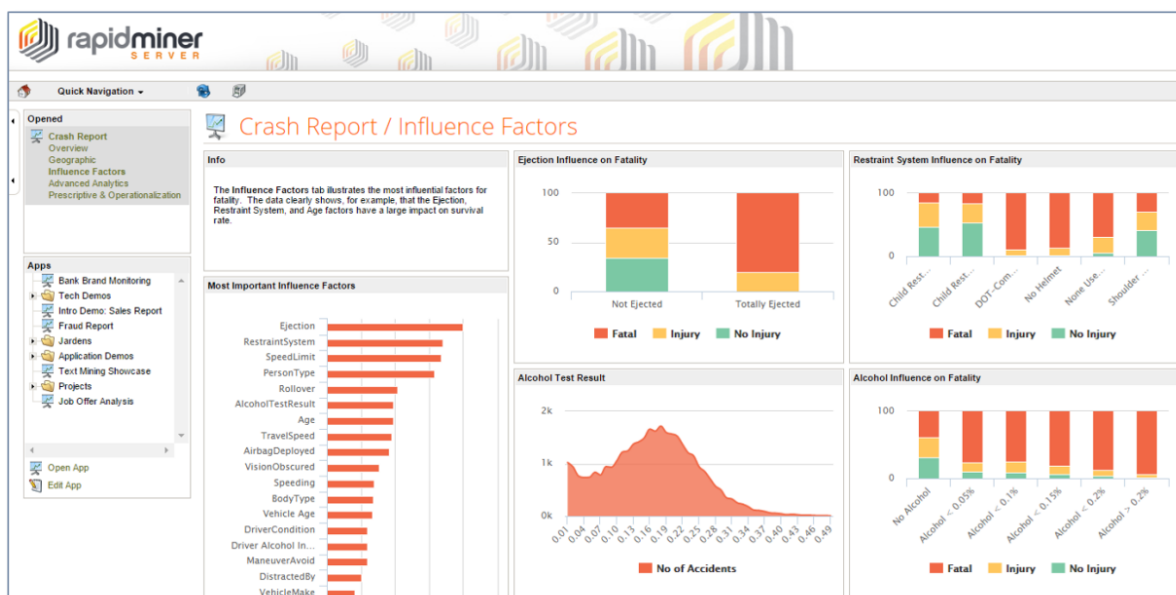 rapidminer
SERVER
Quick Navigation
Opened
Crash Report
Overview
Geographic
Influence Factors
Advanced Analytics
Prescriptive & Operationalization
Apps
Bank Brand Monitoring
Tech Demos
Intro Demo: Sales Report
Fraud Report
Jardens
Application Demos
Text Mining Showcase
Projects
Job Offer Analysis
Open App
Edit App
Crash Report / Influence Factors
Info
The Influence Factors tab illustrates the most influential factors for
fatality. The data clearly shows, for example, that the Ejection,
Restraint System, and Age factors have a large impact on survival
rate.
Most Important Influence Factors
Ejection
RestraintSystem
SpeedLimit
PersonType
Rollover
AlcoholTestResult
Age
TravelSpeed
AirbagDeployed
VisionObscured
Speeding
BodyType
Vehicle Age
DriverCondition
Driver Alcohol In...
ManeuverAvoid
DistractedBy
VehicleMake
Ejection Influence on Fatality
100
50
0
Not Ejected Totally Ejected
Fatal Injury No Injury
Restraint System Influence on Fatality
100
0
Child Rest... Child Rest... DOT-Com... No Helmet None Use... Shoulder ...
Fatal Injury No Injury
Alcohol Test Result
2k
1k
0k
0.01 0.04 0.07 0.10 0.13 0.16 0.19 0.22 0.25 0.28 0.31 0.34 0.37 0.40 0.43 0.46 0.49
No of Accidents
Alcohol Influence on Fatality
100
0
No Alcohol Alcohol < 0.05% Alcohol < 0.1% Alcohol < 0.15% Alcohol < 0.2% Alcohol > 0.2%
Fatal Injury No Injury